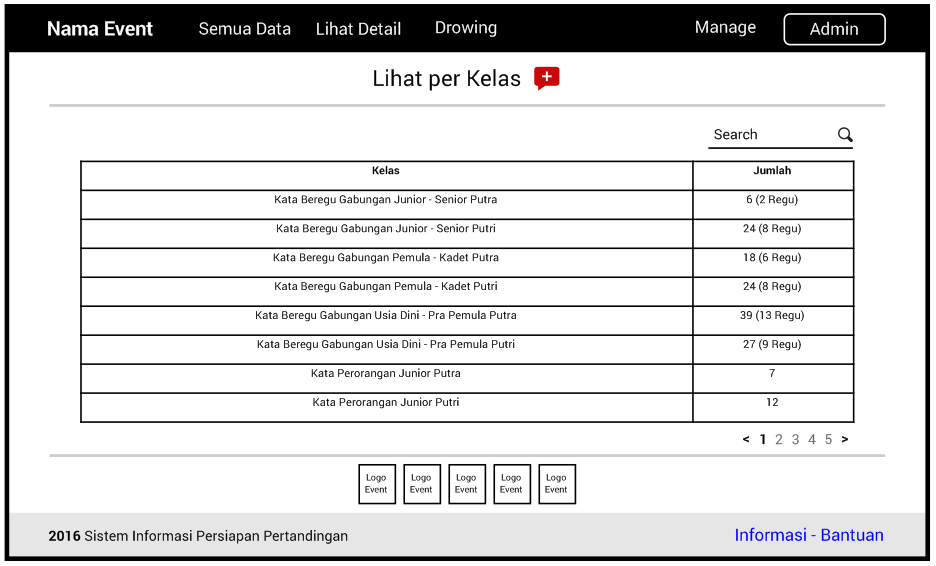 Nama Event Semua Data Lihat Detail Drowing Manage Admin
Lihat per Kelas +
Search
Kelas Jumlah
Kata Beregu Gabungan Junior - Senior Putra 6 (2 Regu)
Kata Beregu Gabungan Junior - Senior Putri 24 (8 Regu)
Kata Beregu Gabungan Pemula - Kadet Putra 18 (6 Regu)
Kata Beregu Gabungan Pemula - Kadet Putri 24 (8 Regu)
Kata Beregu Gabungan Usia Dini - Pra Pemula Putra 39 (13 Regu)
Kata Beregu Gabungan Usia Dini - Pra Pemula Putri 27 (9 Regu)
Kata Perorangan Junior Putra 7
Kata Perorangan Junior Putri 12
< 1 2 3 4 5 >
Logo Logo Logo Logo Logo
Event Event Event Event Event
2016 Sistem Informasi Persiapan Pertandingan Informasi - Bantuan